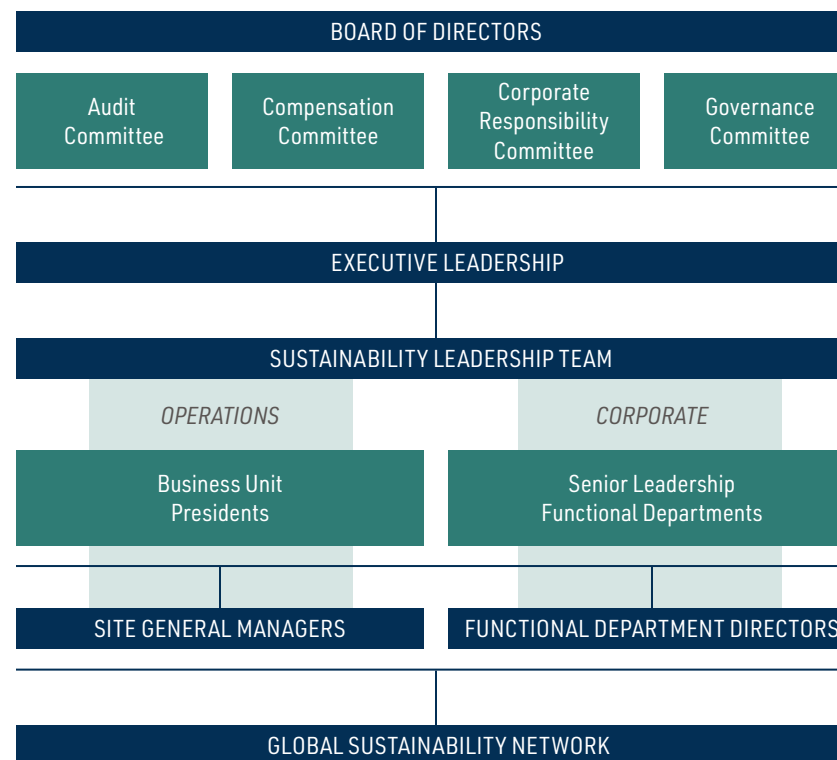 BOARD OF DIRECTORS
Audit
Committee
Compensation
Committee
Corporate
Responsibility
Committee
Governance
Committee
EXECUTIVE LEADERSHIP
SUSTAINABILITY LEADERSHIP TEAM
OPERATIONS
CORPORATE
Business Unit
Presidents
Senior Leadership
Functional Departments
SITE GENERAL MANAGERS
FUNCTIONAL DEPARTMENT DIRECTORS
GLOBAL SUSTAINABILITY NETWORK